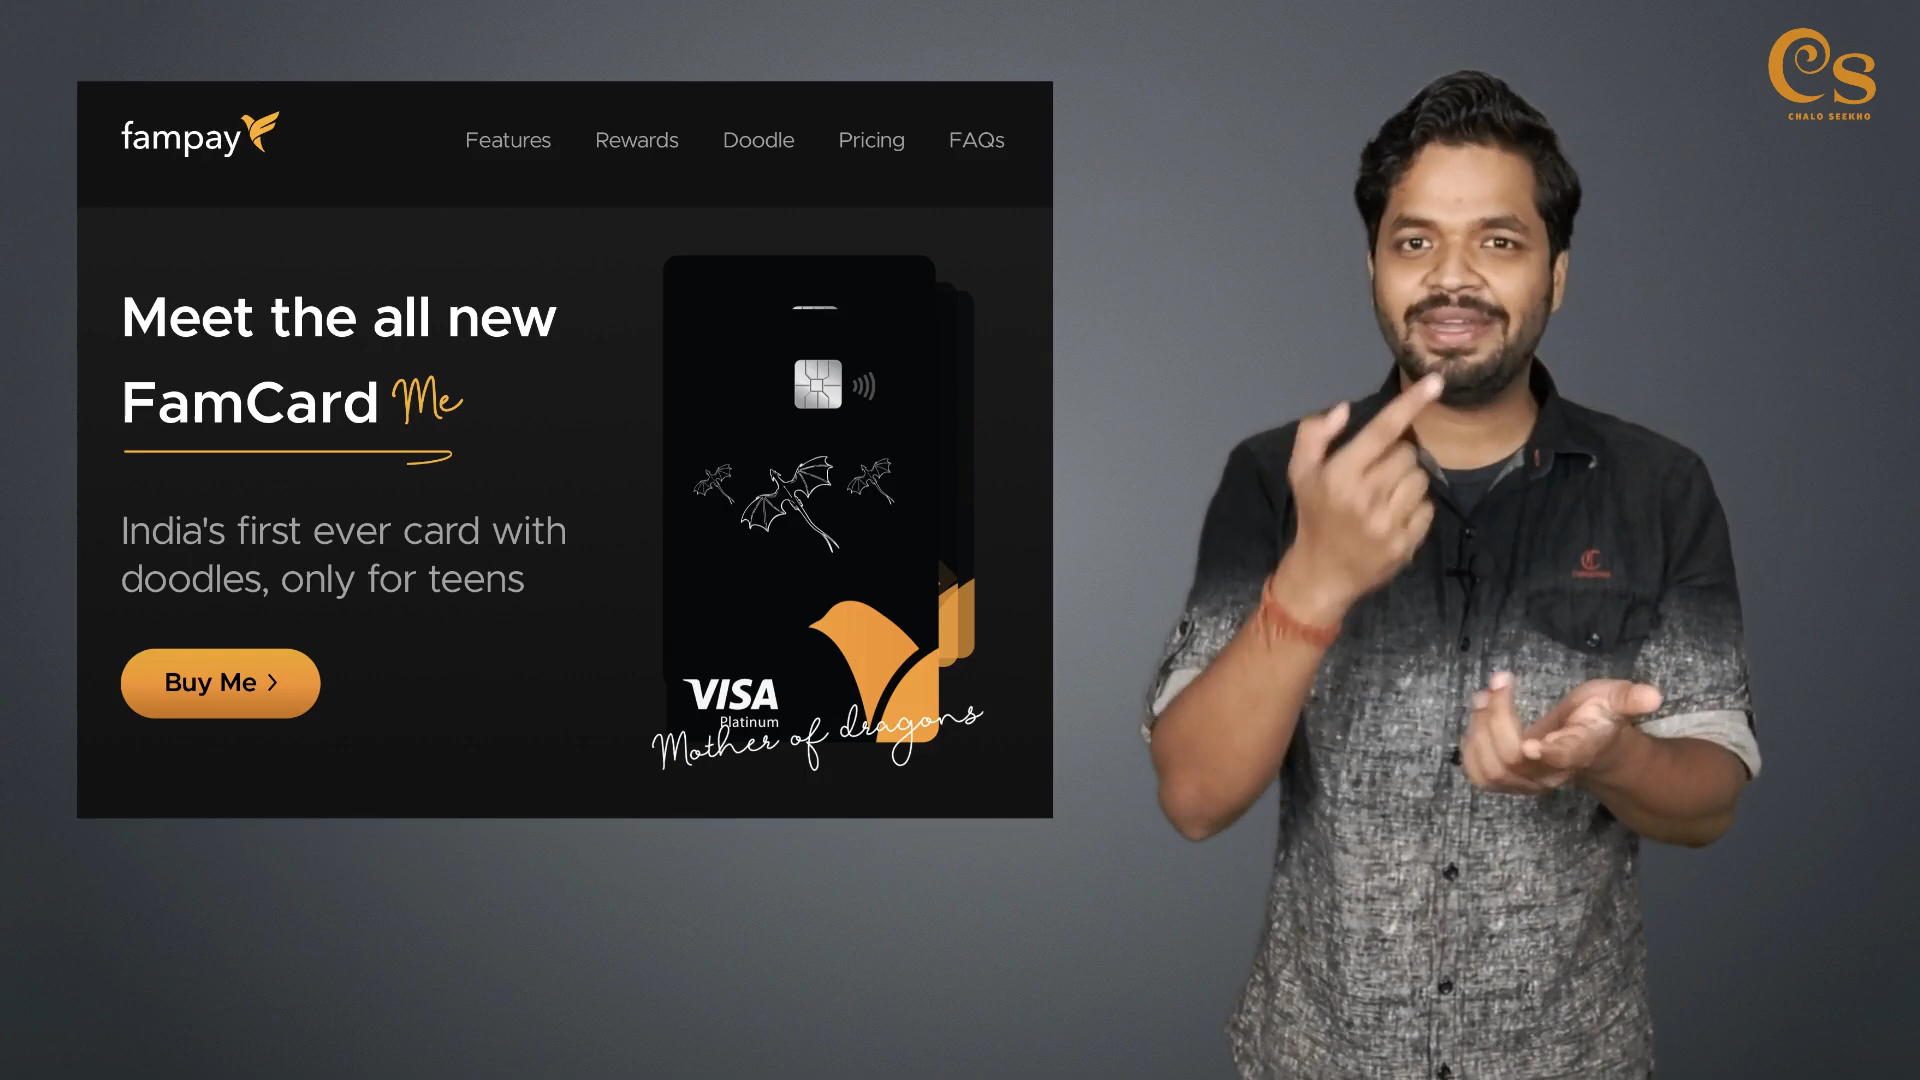 CS
CHALO SEEKHO
fampay
Features Rewards Doodle Pricing FAQs
Meet the all new
FamCard Me
India's first ever card with
doodles, only for teens
Buy Me >
VISA
Platinum
Mother of dragons